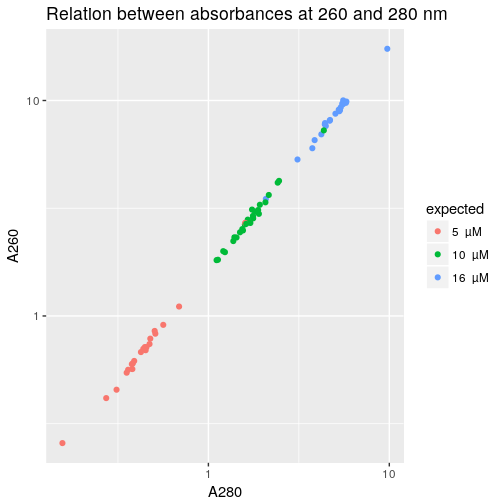 Relation between absorbances at 260 and 280 nm
A260
10
1
1
10
A280
expected
5 µM
10 µM
16 µM